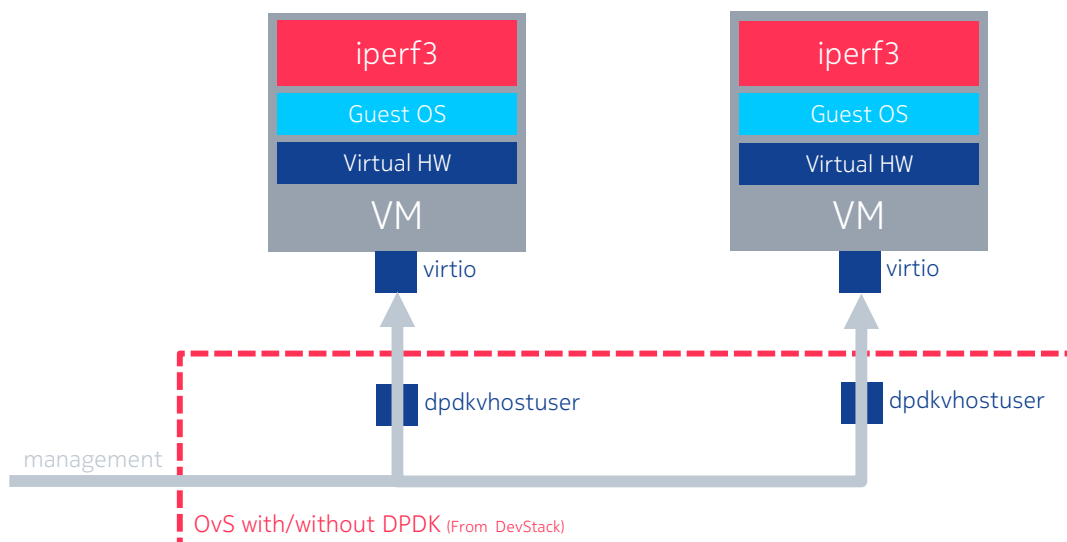 iperf3
Guest OS
Virtual HW
VM
virtio
iperf3
Guest OS
Virtual HW
VM
virtio
dpdkvhostuser
dpdkvhostuser
management
OvS with/without DPDK (From DevStack)